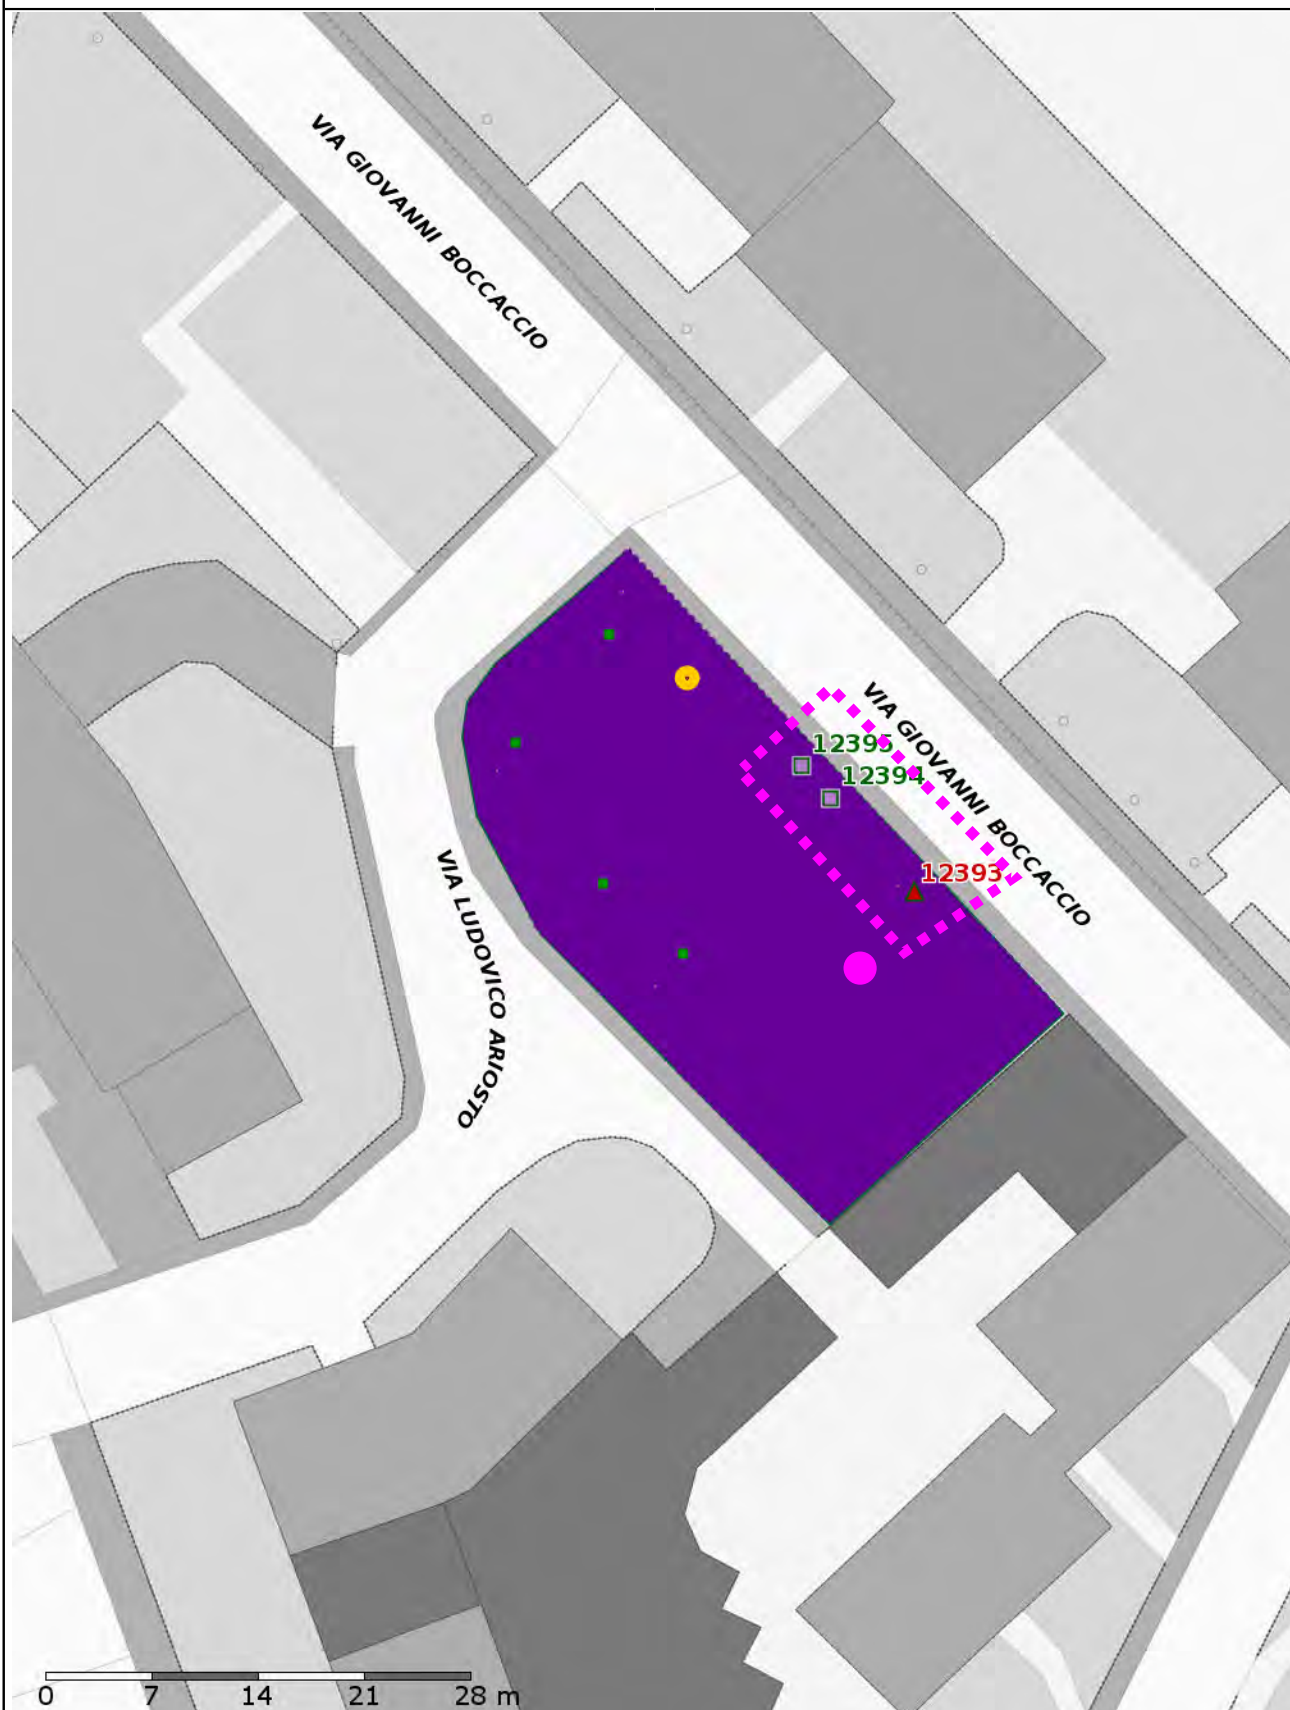 VIA GIOVANNI BOCCACCIO
VIA GIOVANNI BOCCACCIO
12395
12394
12393
VIA LUDOVICO ARIOSTO
0 7 14 21 28 m